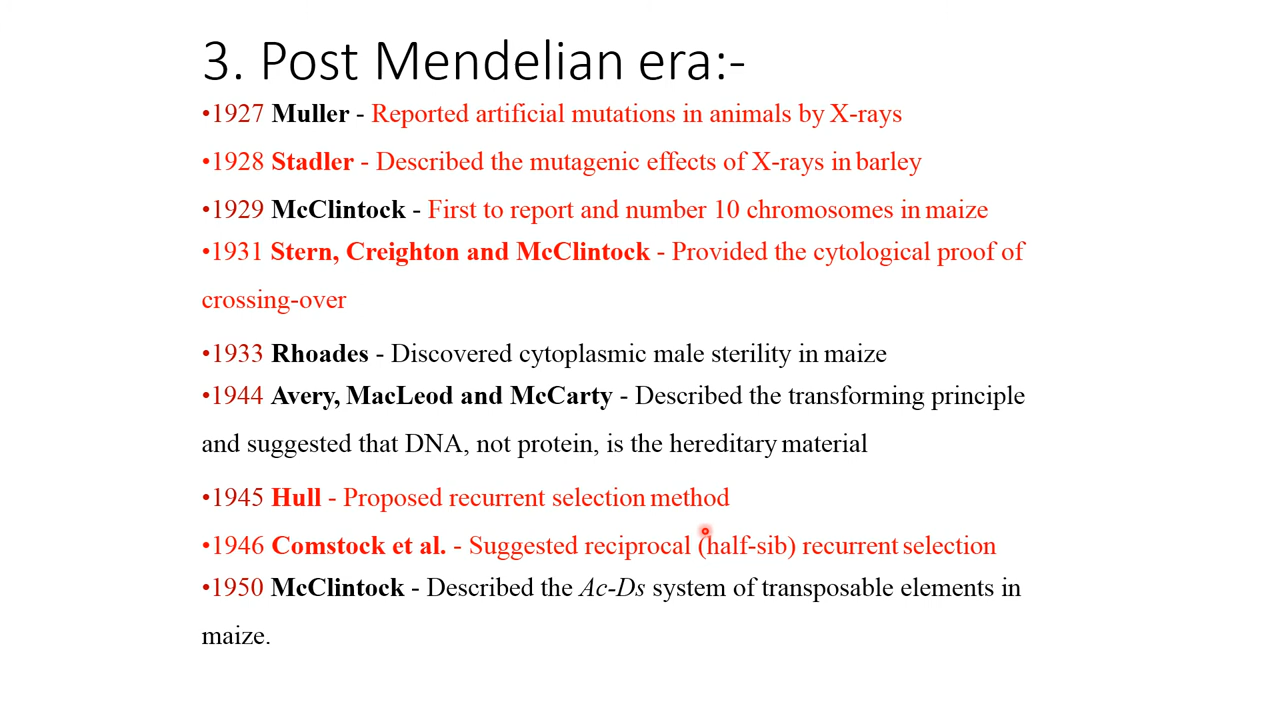 3. Post Mendelian era:-
•1927 Muller - Reported artificial mutations in animals by X-rays
•1928 Stadler - Described the mutagenic effects of X-rays in barley
•1929 McClintock - First to report and number 10 chromosomes in maize
•1931 Stern, Creighton and McClintock - Provided the cytological proof of
crossing-over
•1933 Rhoades - Discovered cytoplasmic male sterility in maize
•1944 Avery, MacLeod and McCarty - Described the transforming principle
and suggested that DNA, not protein, is the hereditary material
•1945 Hull - Proposed recurrent selection method
•1946 Comstock et al. - Suggested reciprocal (half-sib) recurrent selection
•1950 McClintock - Described the Ac-Ds system of transposable elements in
maize.